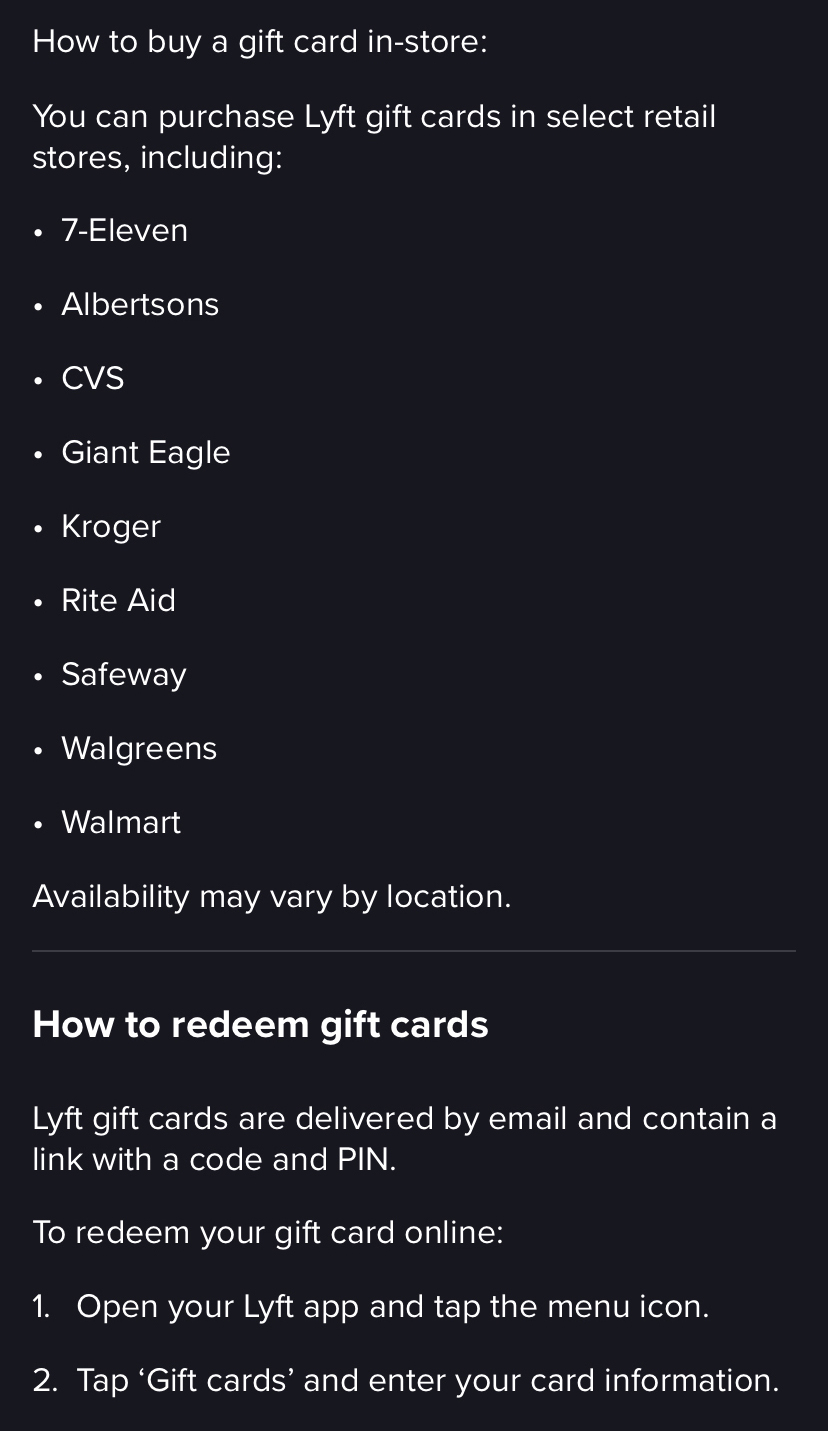 How to buy a gift card in-store:
You can purchase Lyft gift cards in select retail
stores, including:
• 7-Eleven
• Albertsons
• CVS
• Giant Eagle
• Kroger
• Rite Aid
• Safeway
• Walgreens
• Walmart
Availability may vary by location.
How to redeem gift cards
Lyft gift cards are delivered by email and contain a
link with a code and PIN.
To redeem your gift card online:
1. Open your Lyft app and tap the menu icon.
2. Tap ‘Gift cards’ and enter your card information.